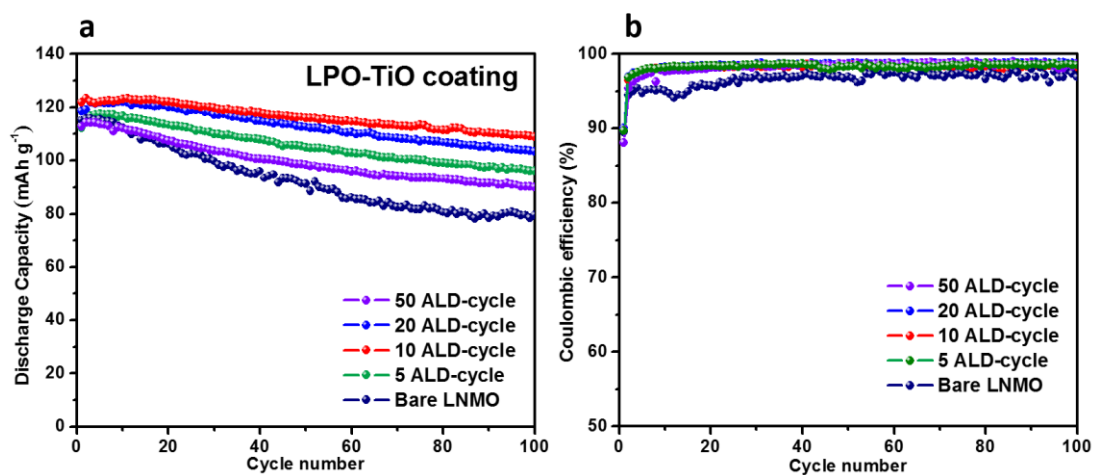 a
LPO-TiO coating
Discharge Capacity (mAh g⁻¹)
140
120
100
80
60
40
20
0
50 ALD-cycle
20 ALD-cycle
10 ALD-cycle
5 ALD-cycle
Bare LNMO
0 20 40 60 80 100
Cycle number
b
Coulombic efficiency (%)
100
90
80
70
60
50
50 ALD-cycle
20 ALD-cycle
10 ALD-cycle
5 ALD-cycle
Bare LNMO
0 20 40 60 80 100
Cycle number